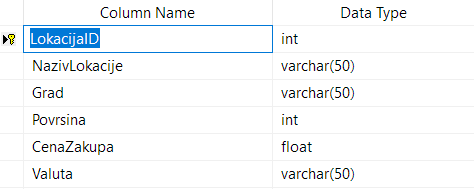 Column Name Data Type
LokacijaID int
NazivLokacije varchar(50)
Grad varchar(50)
Povrsina int
CenaZakupa float
Valuta varchar(50)